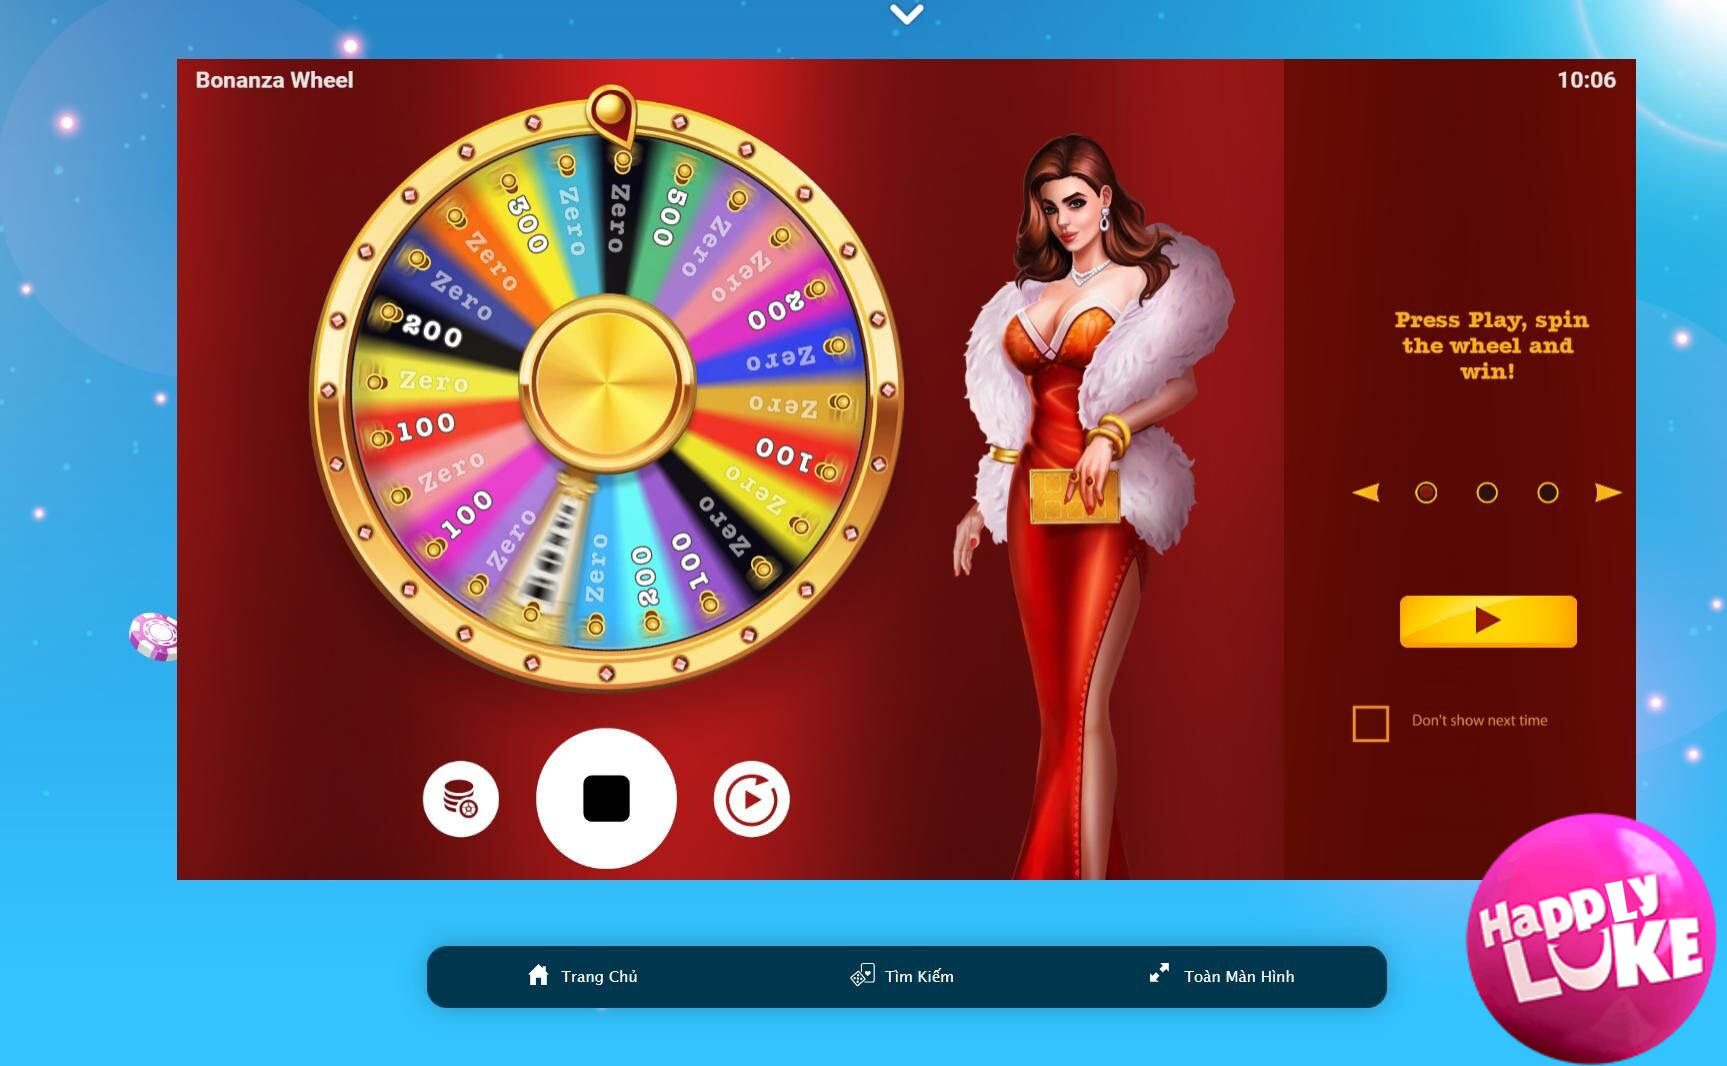 Bonanza Wheel
10:06
Zero
500
Zero
Zero
200
Zero
Zero
100
Zero
Zero
100
200
Zero
Zero
100
Zero
100
Zero
200
Zero
Zero
300
Zero
Press Play, spin
the wheel and
win!
Don't show next time
Happly
LUKE
Trang Chủ
Tìm Kiếm
Toàn Màn Hình